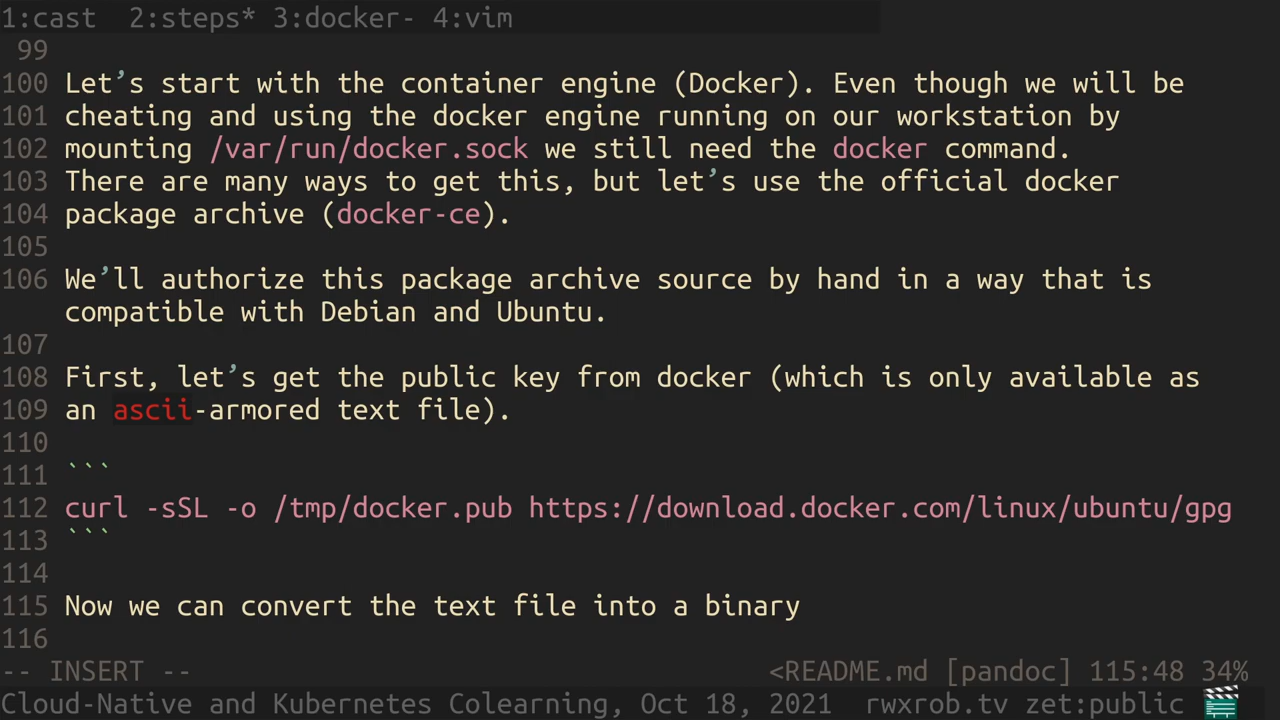 1:cast  2:steps* 3:docker- 4:vim
99
100 Let’s start with the container engine (Docker). Even though we will be
101 cheating and using the docker engine running on our workstation by
102 mounting /var/run/docker.sock we still need the docker command.
103 There are many ways to get this, but let’s use the official docker
104 package archive (docker-ce).
105
106 We’ll authorize this package archive source by hand in a way that is
compatible with Debian and Ubuntu.
107
108 First, let’s get the public key from docker (which is only available as
109 an ascii-armored text file).
110
111 ```
112 curl -sSL -o /tmp/docker.pub https://download.docker.com/linux/ubuntu/gpg
113 ```
114
115 Now we can convert the text file into a binary
116
-- INSERT -- <README.md [pandoc] 115:48 34%
Cloud-Native and Kubernetes Colearning, Oct 18, 2021  rwxrob.tv zet:public 🎬